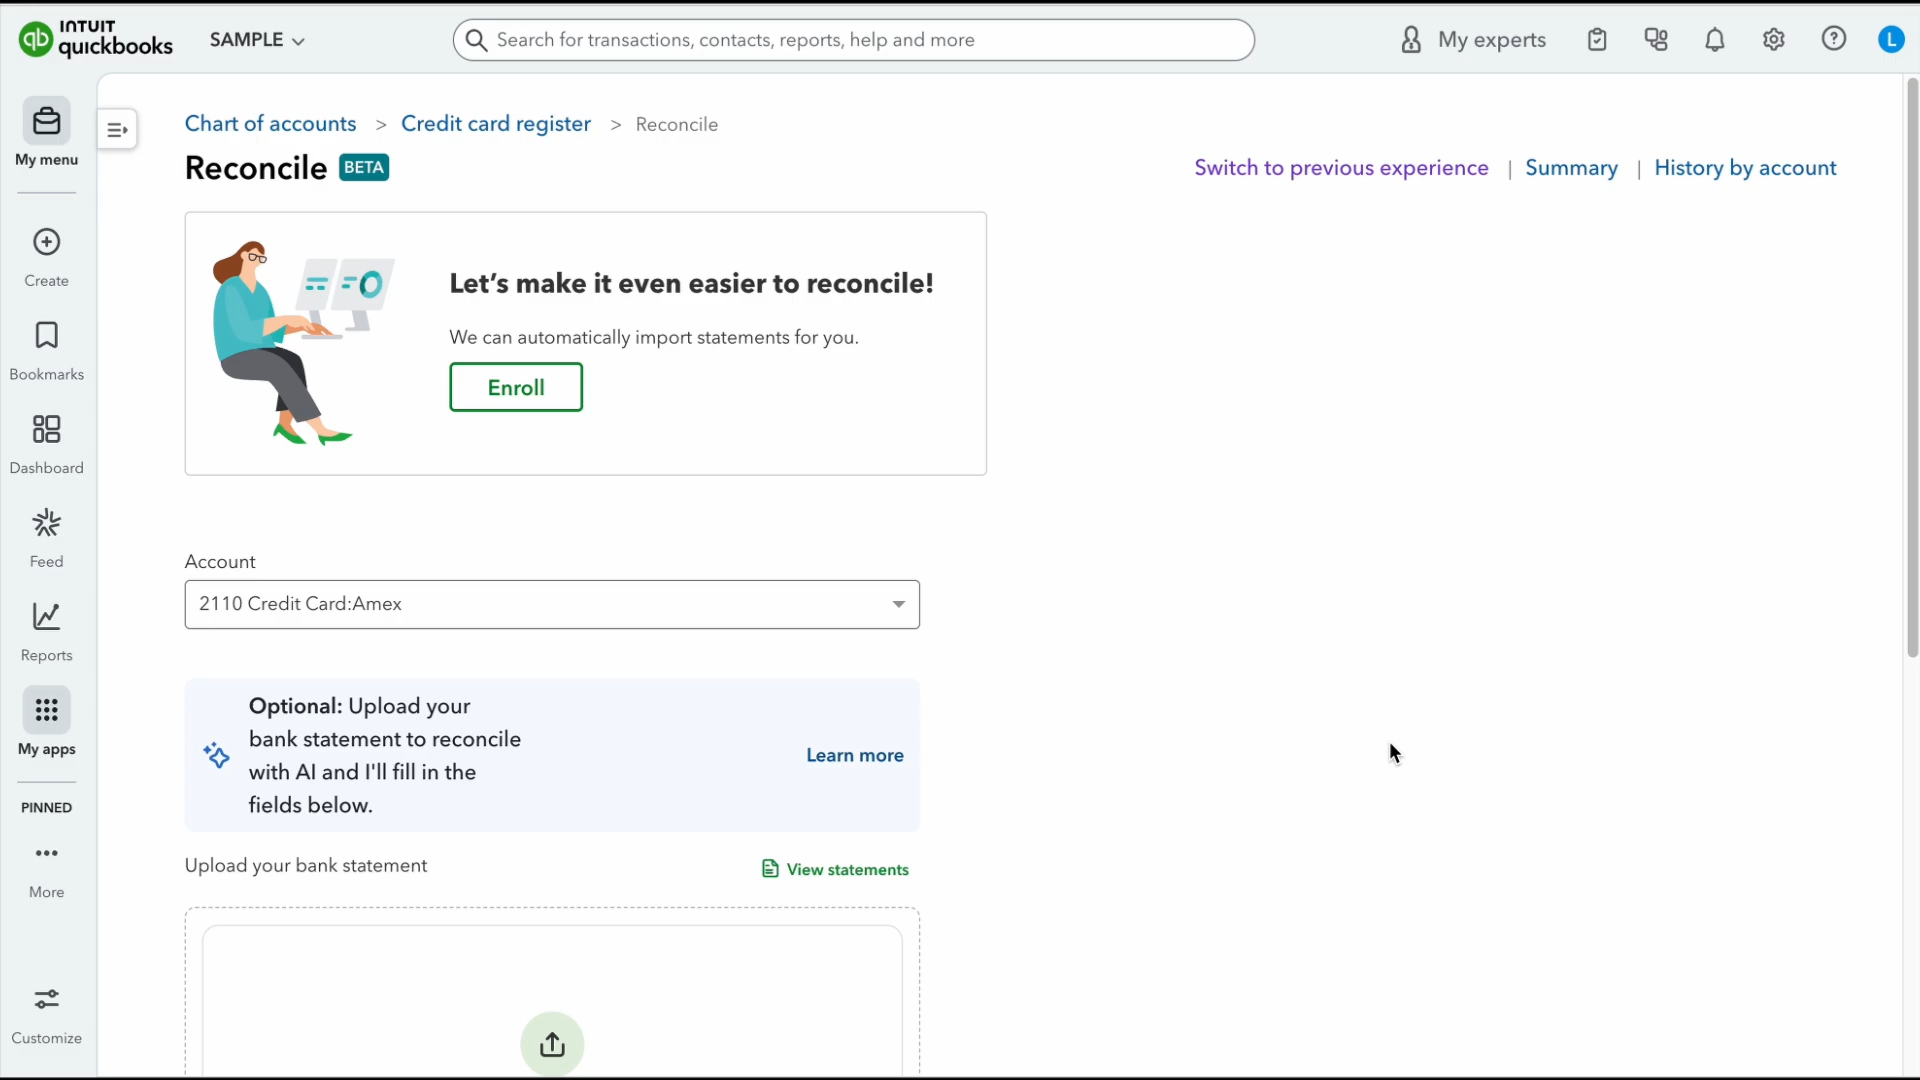 INTUIT
quickbooks
SAMPLE
Search for transactions, contacts, reports, help and more
My experts
L
My menu
Create
Bookmarks
Dashboard
Feed
Reports
My apps
PINNED
More
Customize
Chart of accounts > Credit card register > Reconcile
Reconcile BETA
Switch to previous experience | Summary | History by account
Let’s make it even easier to reconcile!
We can automatically import statements for you.
Enroll
Account
2110 Credit Card:Amex
Optional: Upload your
bank statement to reconcile
with AI and I'll fill in the
fields below.
Learn more
Upload your bank statement
View statements